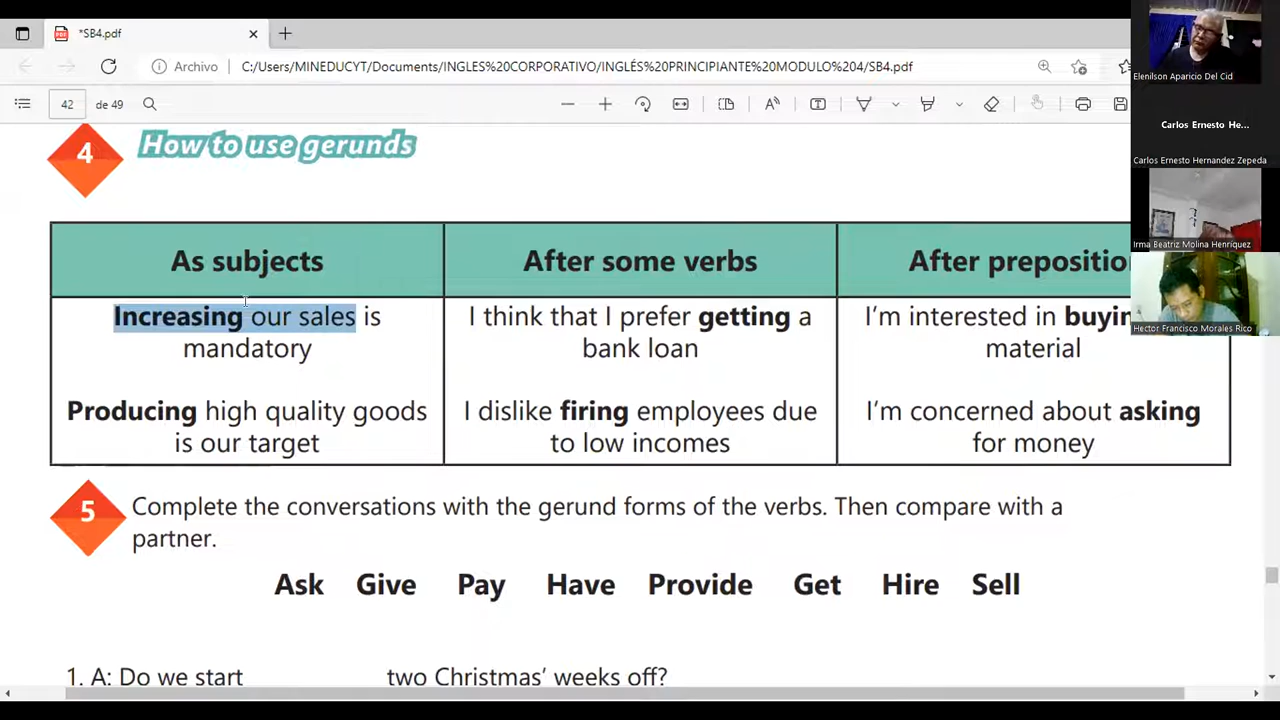 *SB4.pdf
Archivo C:/Users/MINEDUCYT/Documents/INGLES%20CORPORATIVO/INGLÉS%20PRINCIPIANTE%20MODULO%204/SB4.pdf
42 de 49
4 How to use gerunds
As subjects After some verbs After prepositio
Increasing our sales is I think that I prefer getting a I'm interested in buyin
mandatory bank loan material
Producing high quality goods I dislike firing employees due I'm concerned about asking
is our target to low incomes for money
5 Complete the conversations with the gerund forms of the verbs. Then compare with a
partner.
Ask Give Pay Have Provide Get Hire Sell
1. A: Do we start two Christmas' weeks off?
Elenilson Aparicio Del Cid
Carlos Ernesto He...
Carlos Ernesto Hernandez Zepeda
Irma Beatriz Molina Henríquez
Hector Francisco Morales Rico